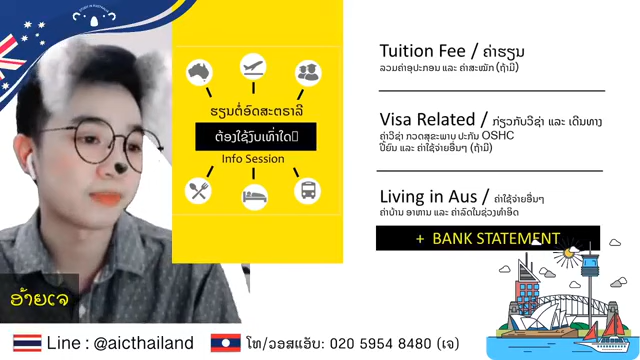 ຮຽນຕໍ່ອົດສະຕຣາລີ
ຕ້ອງໃຊ້ງົບເທົ່າໃດ
Info Session
Tuition Fee / ຄ່າຮຽນ
ລວມຄ່າອຸປະກອນ ແລະ ຄ່າສະໝັກ (ຖ້າມີ)
Visa Related / ກ່ຽວກັບວີຊ່າ ແລະ ເດີນທາງ
ຄ່າວີຊ່າ ກວດສຸຂະພາບ ປະກັນ OSHC
ປີ້ຍົນ ແລະ ຄ່າໃຊ້ຈ່າຍອື່ນໆ (ຖ້າມີ)
Living in Aus / ຄ່າໃຊ້ຈ່າຍອື່ນໆ
ຄ່າບ້ານ ອາຫານ ແລະ ຄ່າລົດໃນຊ່ວງທຳອິດ
+ BANK STATEMENT
ອ້າຍເຈ
Line : @aicthailand
ໂທ/ວອສແອັບ: 020 5954 8480 (ເຈ)